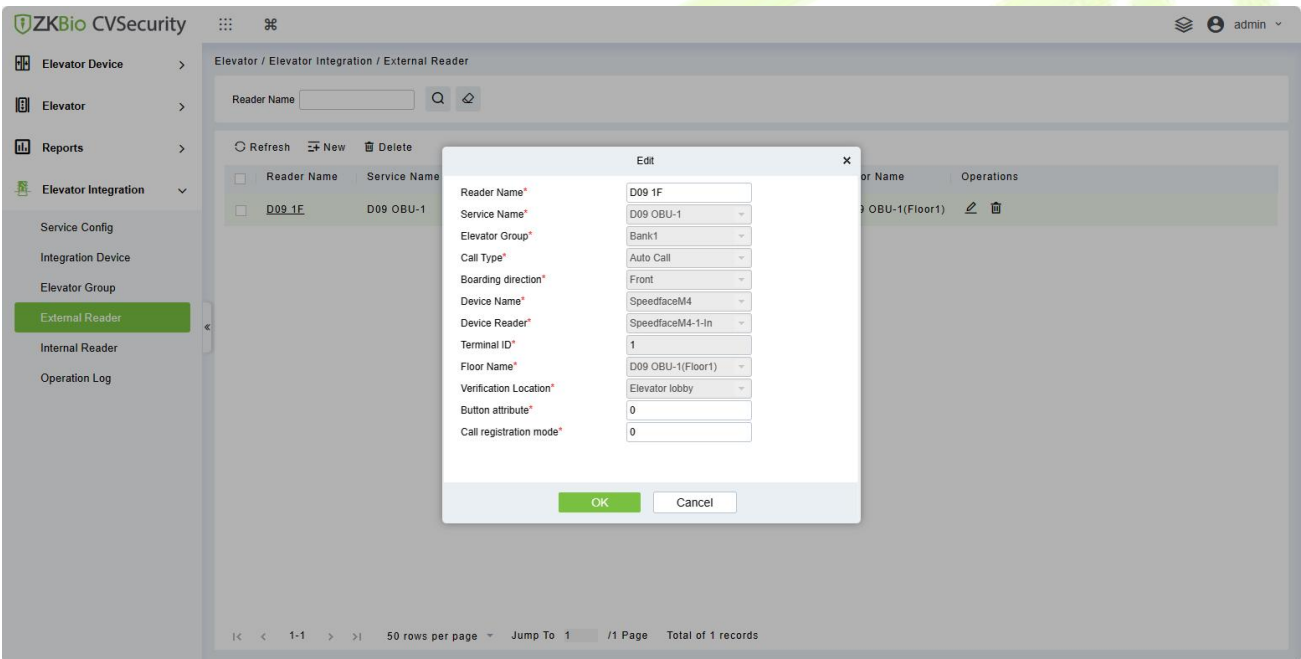 ZKBio CVSecurity
admin
Elevator Device
Elevator
Reports
Elevator Integration
Service Config
Integration Device
Elevator Group
External Reader
Internal Reader
Operation Log
Elevator / Elevator Integration / External Reader
Reader Name
Refresh New Delete
Reader Name Service Name or Name Operations
D09 1F D09 OBU-1 OBU-1(Floor1)
Edit
Reader Name* D09 1F
Service Name* D09 OBU-1
Elevator Group* Bank1
Call Type* Auto Call
Boarding direction* Front
Device Name* SpeedfaceM4
Device Reader* SpeedfaceM4-1-In
Terminal ID* 1
Floor Name* D09 OBU-1(Floor1)
Verification Location* Elevator lobby
Button attribute* 0
Call registration mode* 0
OK Cancel
|< < 1-1 > >| 50 rows per page Jump To 1 /1 Page Total of 1 records